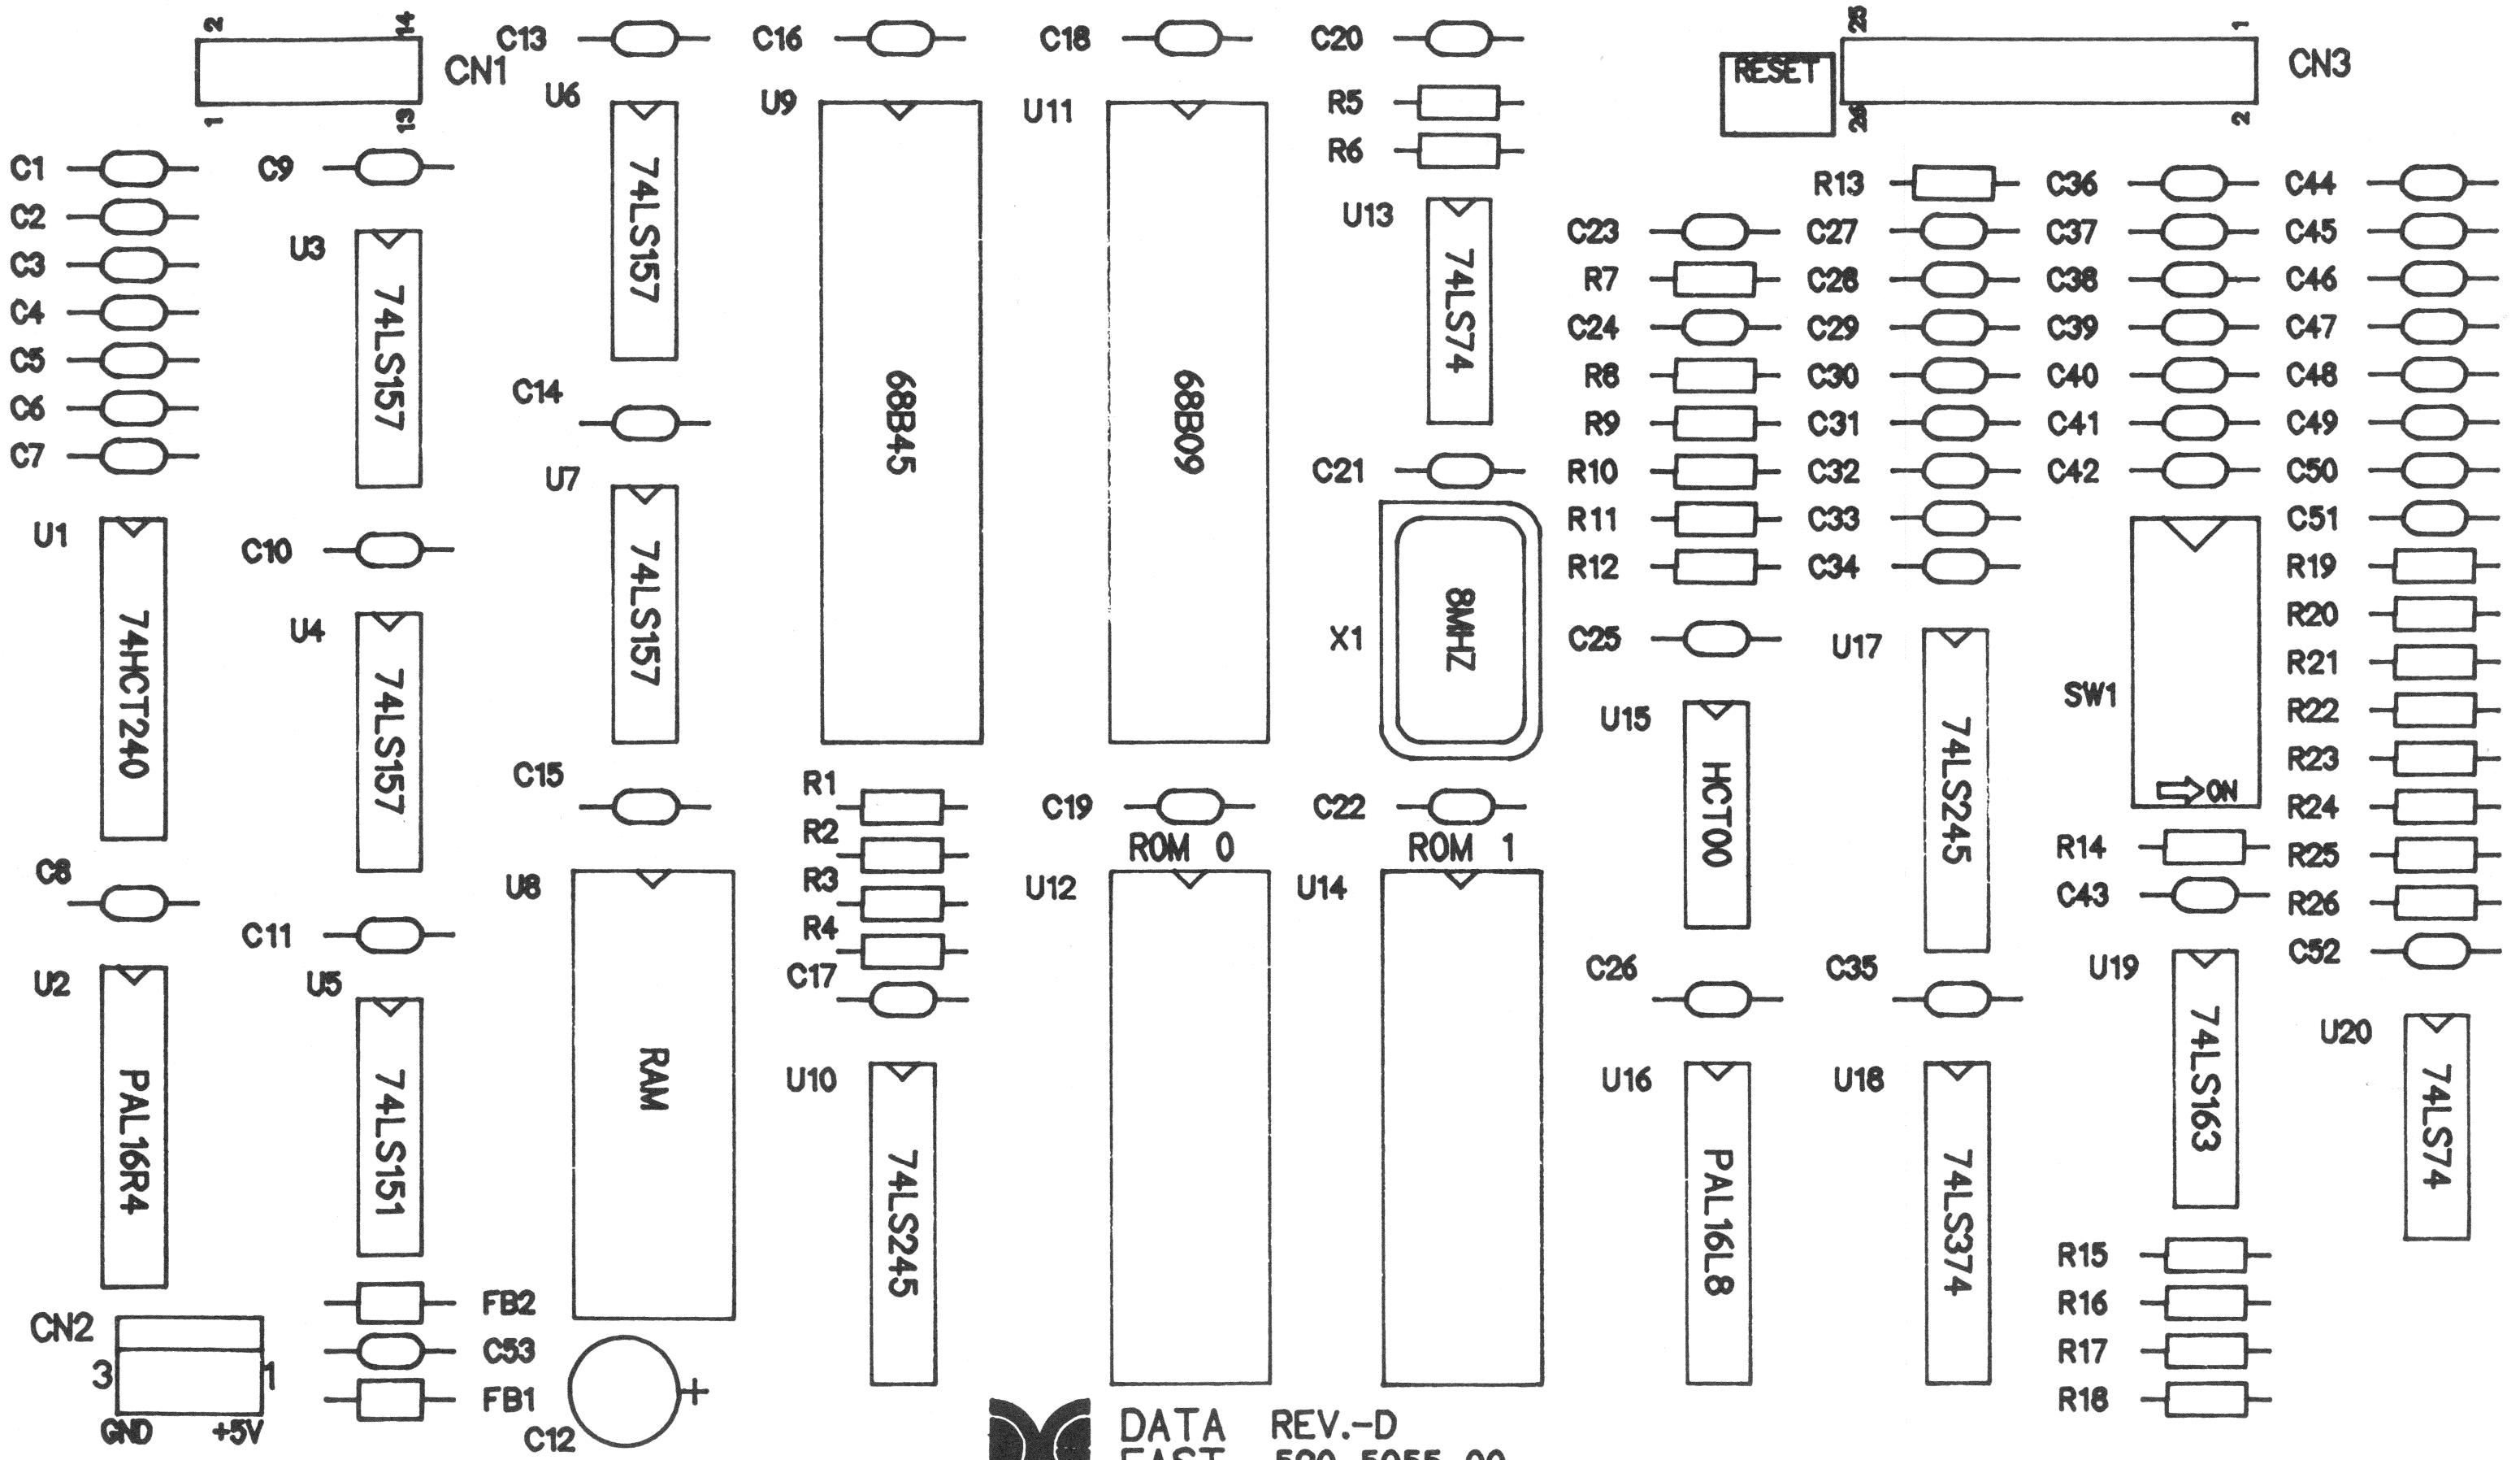 2
14
CN1
1
13
C1
C2
C3
C4
C5
C6
C7
U1
74HCT240
C8
U2
PAL16R4
CN2
3
1
GND
+5V
C9
U3
74LS157
C10
U4
74LS157
C11
U5
74LS151
FB2
C53
FB1
C13
U6
74LS157
C14
U7
74LS157
C15
U8
RAM
C12
C16
U9
68B45
R1
R2
R3
R4
C17
U10
74LS245
C18
U11
68B09
C19
ROM 0
U12
C20
R5
R6
U13
74LS74
C21
X1
8MHZ
C22
ROM 1
U14
DATA REV.-D
EAST 520-5055-00
RESET
25
1
CN3
26
2
C23
R7
C24
R8
R9
R10
R11
R12
C25
U15
HCT00
C26
U16
PAL16L8
R13
C27
C28
C29
C30
C31
C32
C33
C34
U17
74LS245
C35
U18
74LS374
C36
C37
C38
C39
C40
C41
C42
SW1
ON
R14
C43
U19
74LS163
R15
R16
R17
R18
C44
C45
C46
C47
C48
C49
C50
C51
R19
R20
R21
R22
R23
R24
R25
R26
C52
U20
74LS74